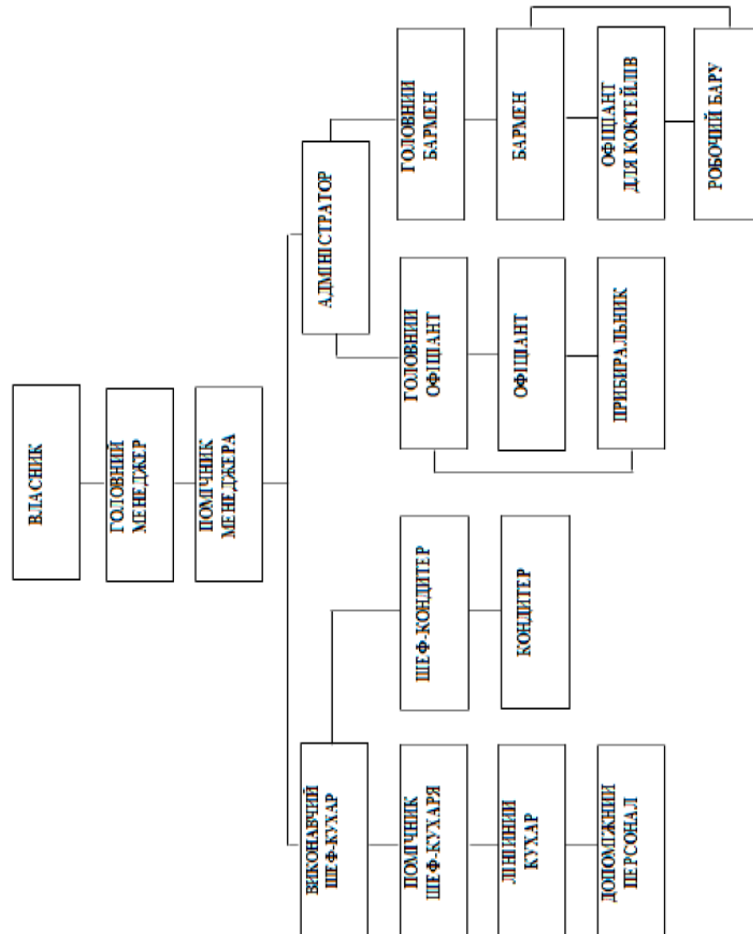 ВЛАСНИК
ГОЛОВНИЙ
МЕНЕДЖЕР
ПОМІЧНИК
МЕНЕДЖЕРА
ВИКОНАВЧИЙ
ШЕФ-КУХАР
АДМІНІСТРАТОР
ПОМІЧНИК
ШЕФ-КУХАРЯ
ШЕФ-КОНДИТЕР
ГОЛОВНИЙ
ОФІЦІАНТ
ГОЛОВНИЙ
БАРМЕН
ЛІНІЙНИЙ
КУХАР
КОНДИТЕР
ОФІЦІАНТ
БАРМЕН
ДОПОМІЖНИЙ
ПЕРСОНАЛ
ПРИБИРАЛЬНИК
ОФІЦІАНТ
ДЛЯ КОКТЕЙЛІВ
РОБОЧИЙ БАРУ